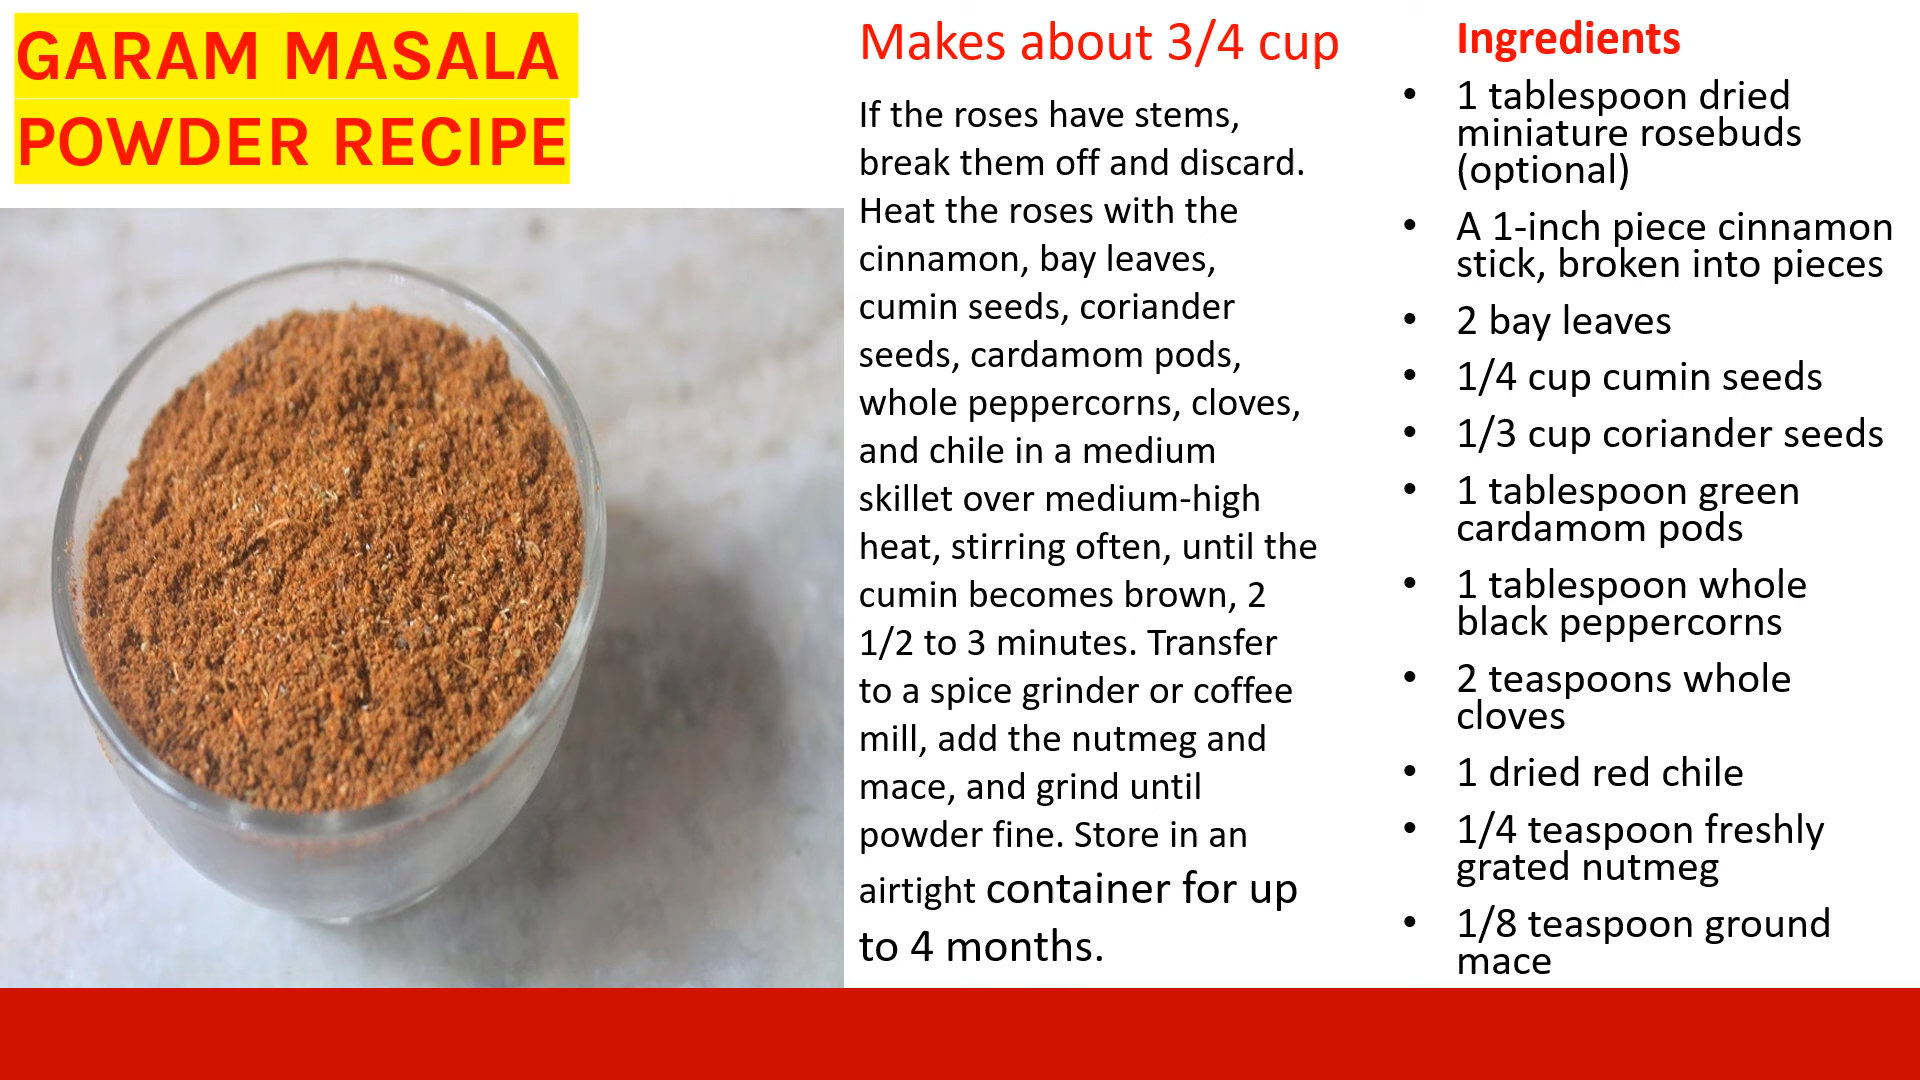 GARAM MASALA
POWDER RECIPE
Makes about 3/4 cup
If the roses have stems,
break them off and discard.
Heat the roses with the
cinnamon, bay leaves,
cumin seeds, coriander
seeds, cardamom pods,
whole peppercorns, cloves,
and chile in a medium
skillet over medium-high
heat, stirring often, until the
cumin becomes brown, 2
1/2 to 3 minutes. Transfer
to a spice grinder or coffee
mill, add the nutmeg and
mace, and grind until
powder fine. Store in an
airtight container for up
to 4 months.
Ingredients
• 1 tablespoon dried
miniature rosebuds
(optional)
• A 1-inch piece cinnamon
stick, broken into pieces
• 2 bay leaves
• 1/4 cup cumin seeds
• 1/3 cup coriander seeds
• 1 tablespoon green
cardamom pods
• 1 tablespoon whole
black peppercorns
• 2 teaspoons whole
cloves
• 1 dried red chile
• 1/4 teaspoon freshly
grated nutmeg
• 1/8 teaspoon ground
mace